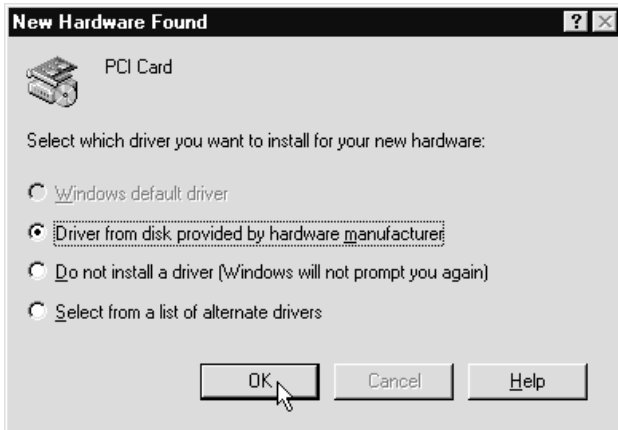 New Hardware Found
PCI Card
Select which driver you want to install for your new hardware:
Windows default driver
Driver from disk provided by hardware manufacturer
Do not install a driver (Windows will not prompt you again)
Select from a list of alternate drivers
OK Cancel Help